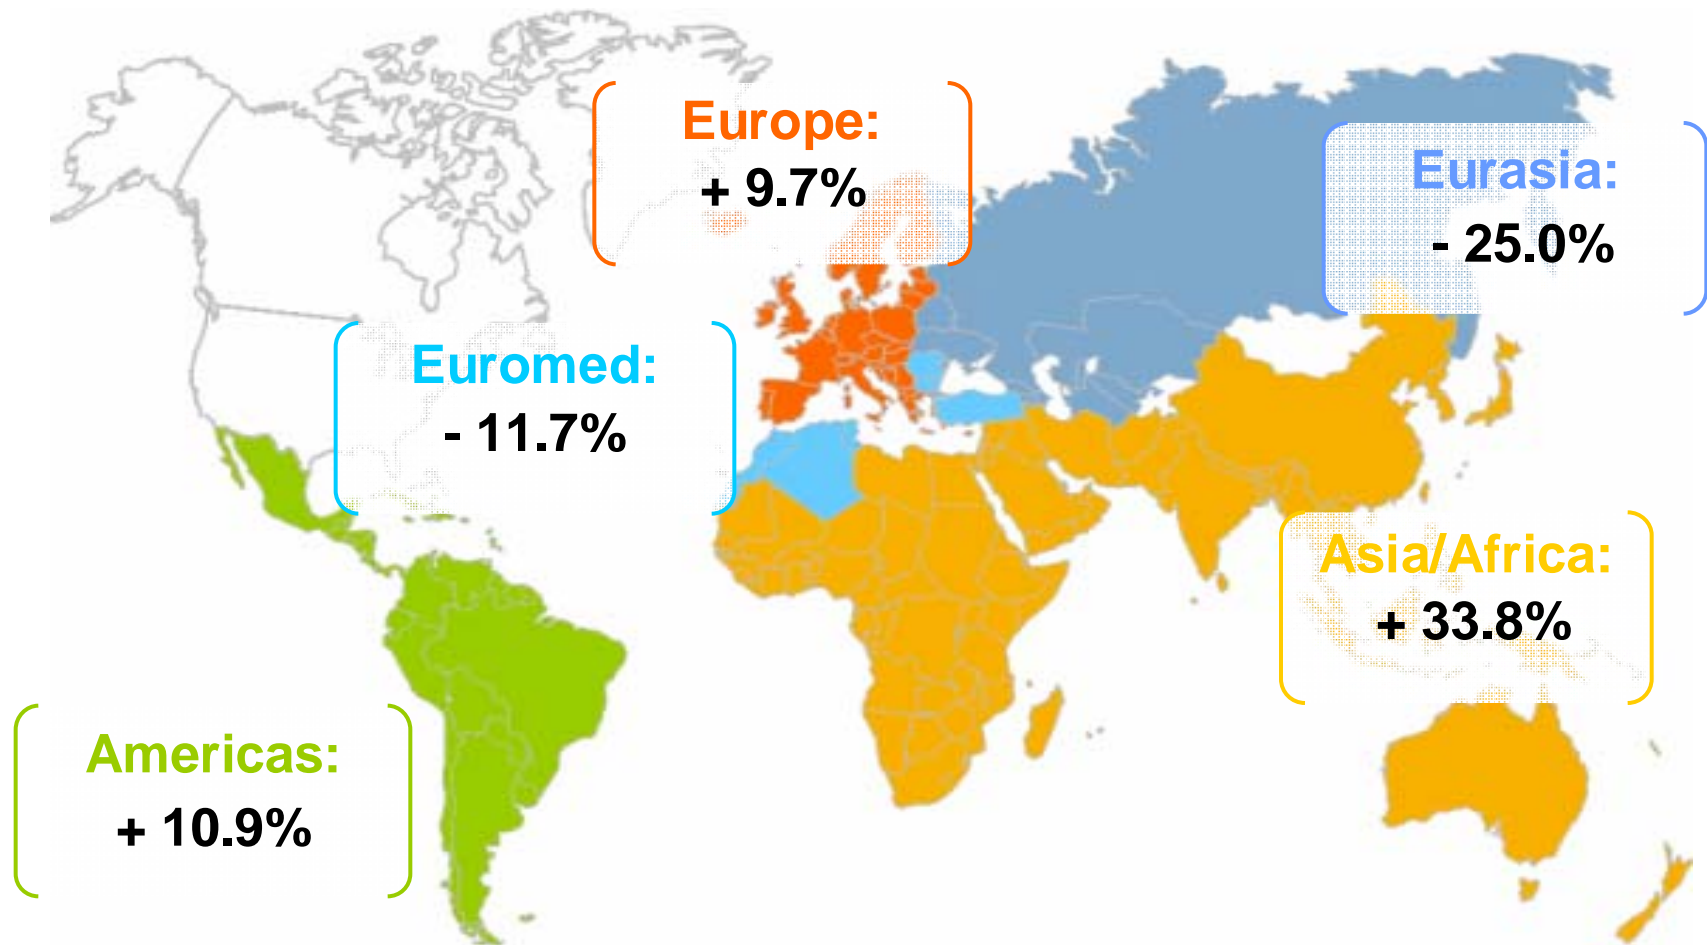 Europe:
+ 9.7%
Eurasia:
- 25.0%
Euromed:
- 11.7%
Asia/Africa:
+ 33.8%
Americas:
+ 10.9%